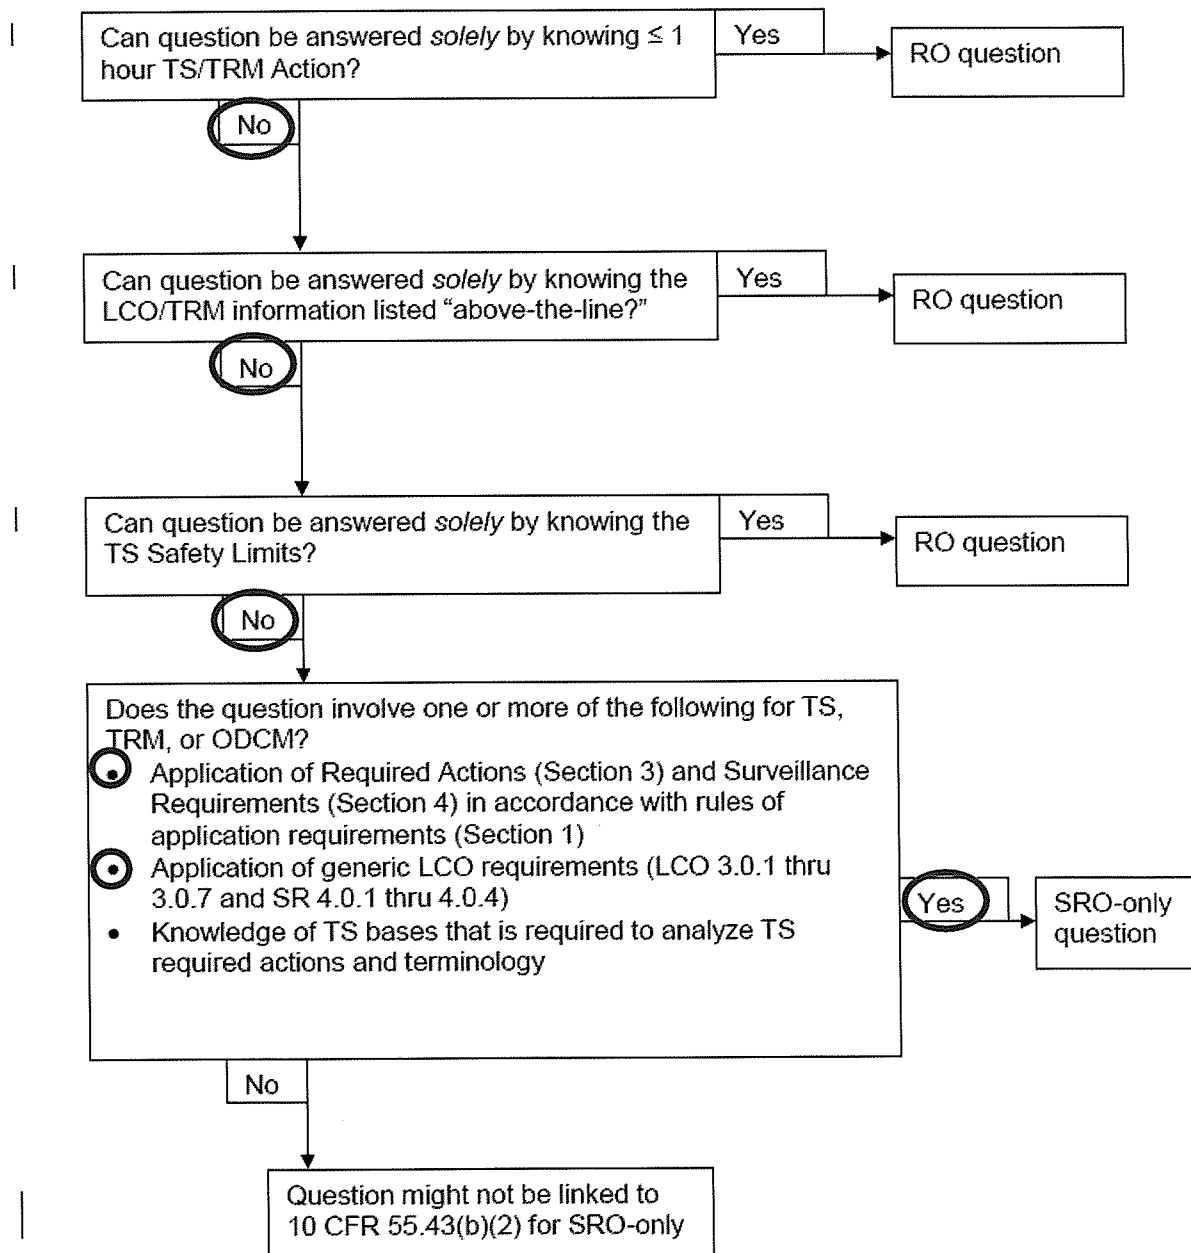 Can question be answered solely by knowing ≤ 1
hour TS/TRM Action?
Yes
RO question
No
Can question be answered solely by knowing the
LCO/TRM information listed “above-the-line?”
Yes
RO question
No
Can question be answered solely by knowing the
TS Safety Limits?
Yes
RO question
No
Does the question involve one or more of the following for TS,
TRM, or ODCM?
• Application of Required Actions (Section 3) and Surveillance
Requirements (Section 4) in accordance with rules of
application requirements (Section 1)
• Application of generic LCO requirements (LCO 3.0.1 thru
3.0.7 and SR 4.0.1 thru 4.0.4)
• Knowledge of TS bases that is required to analyze TS
required actions and terminology
Yes
SRO-only
question
No
Question might not be linked to
10 CFR 55.43(b)(2) for SRO-only